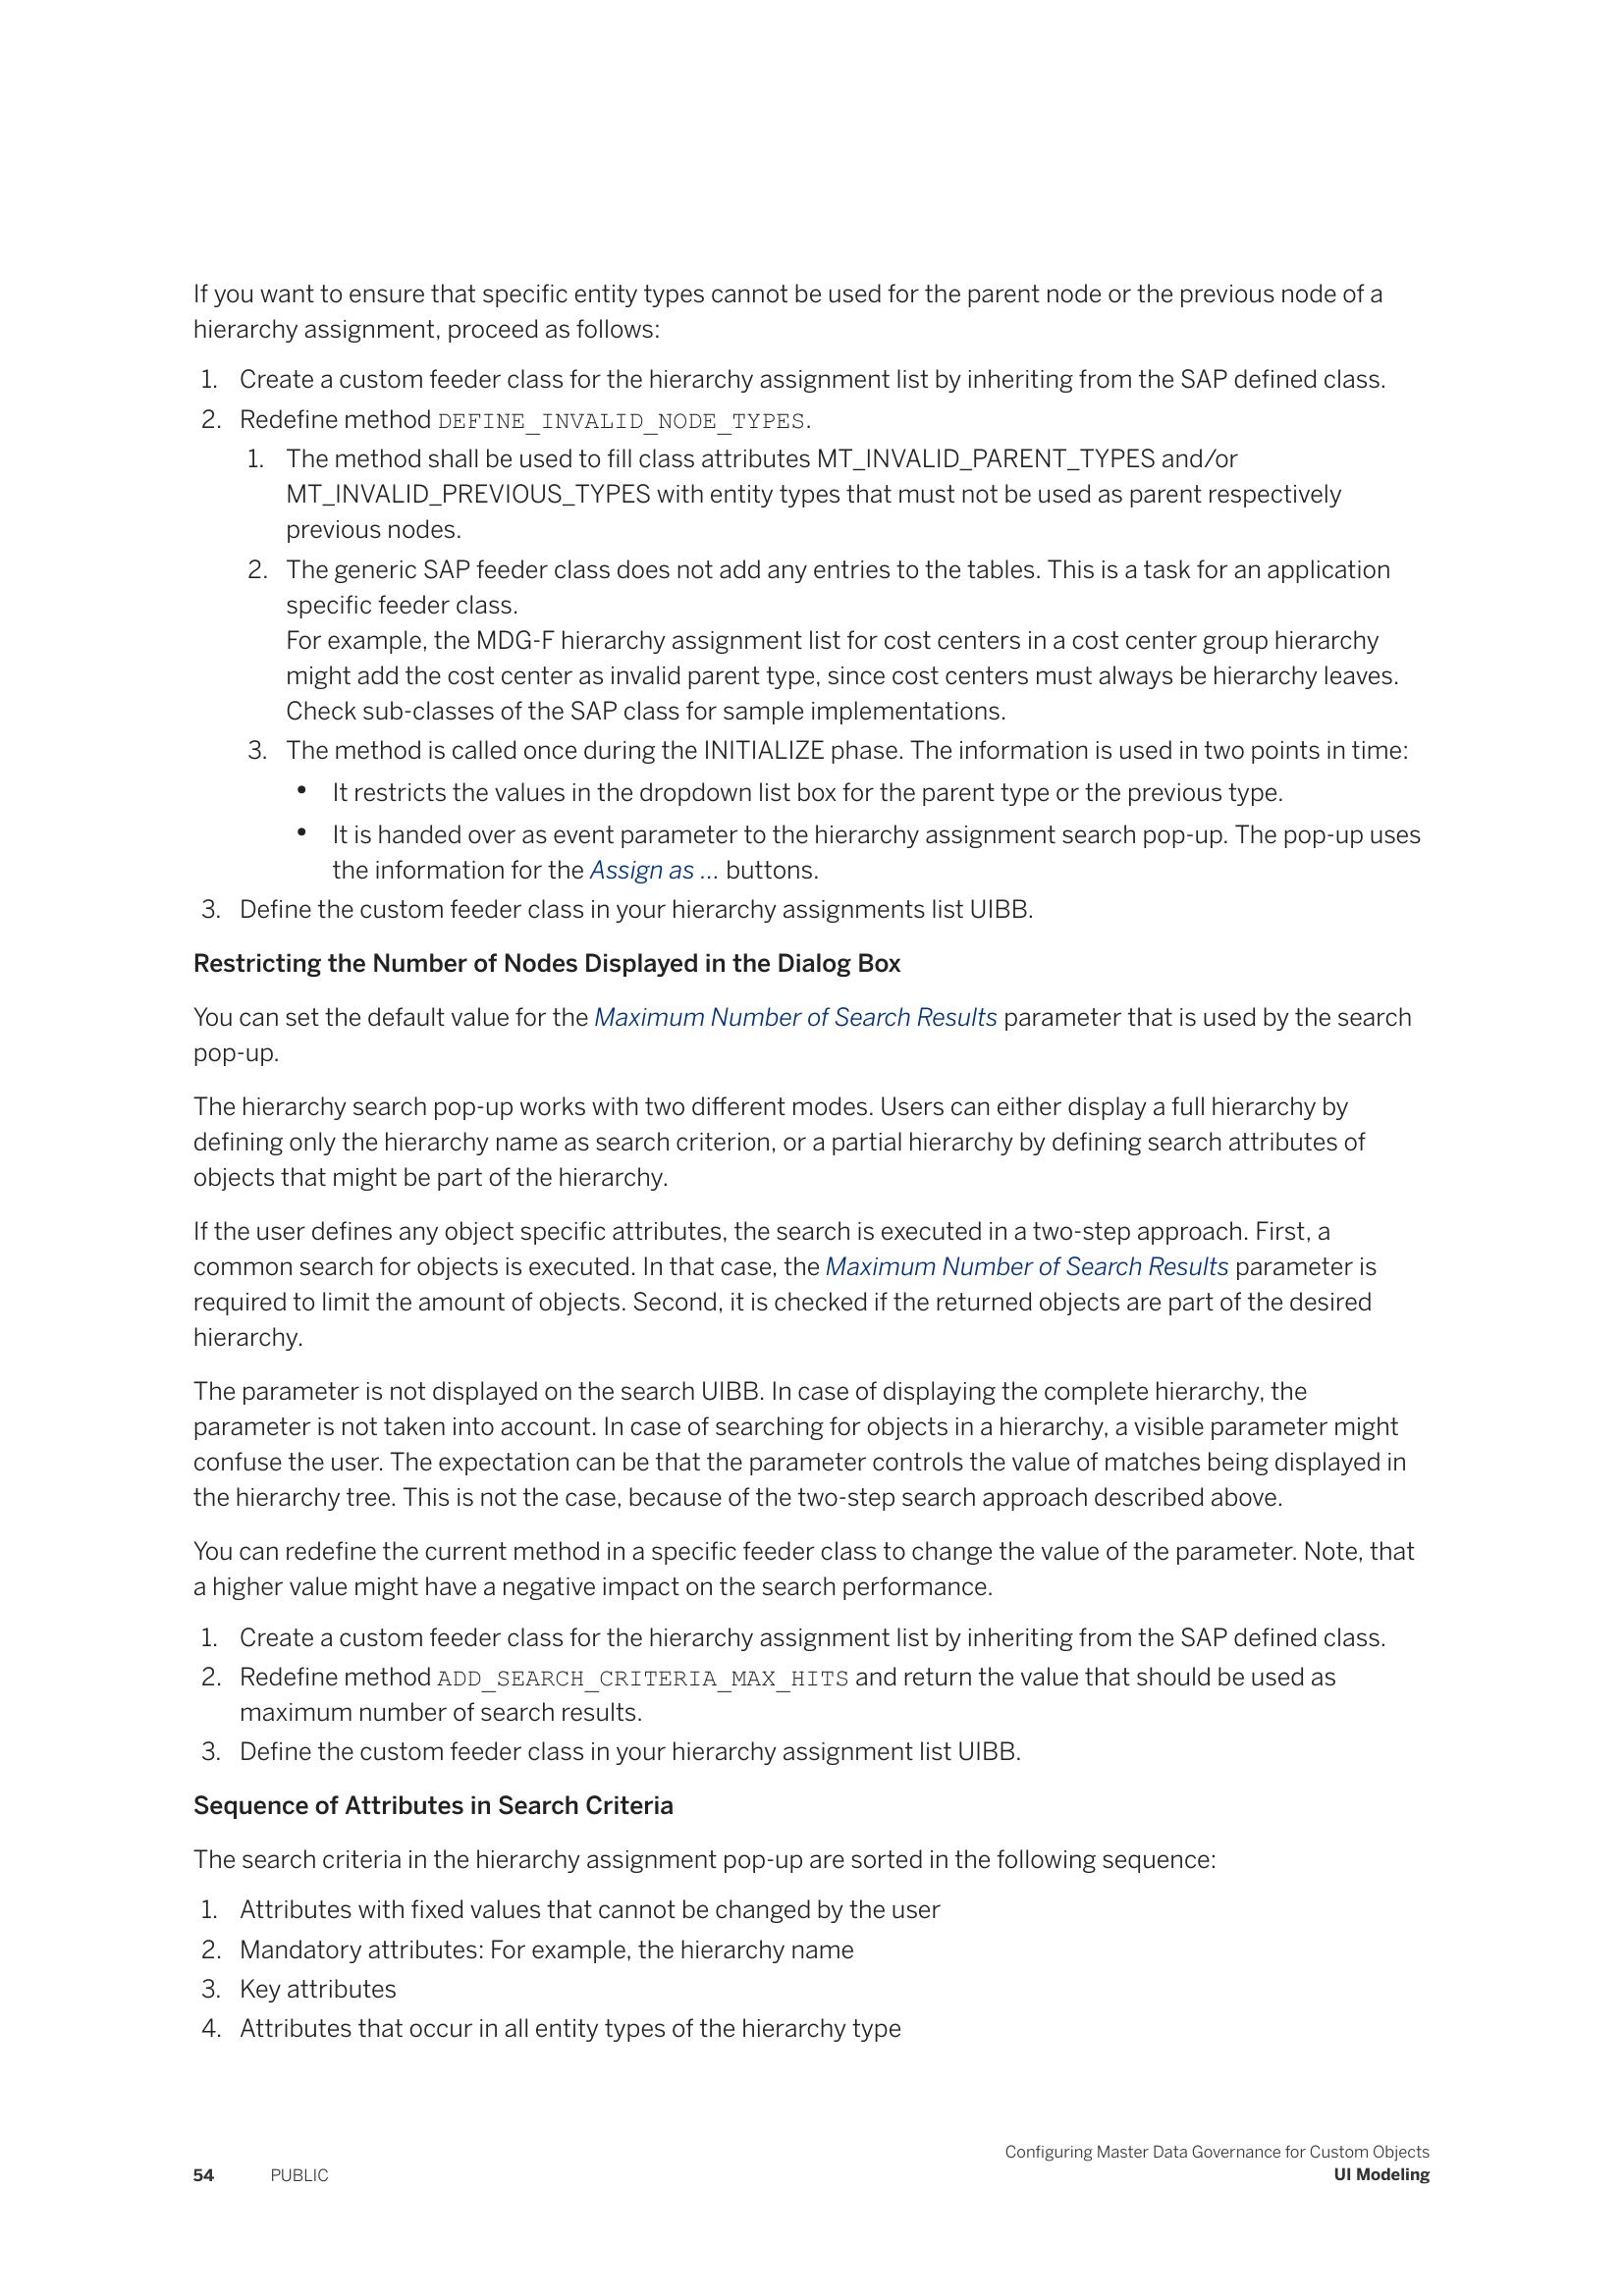 If you want to ensure that specific entity types cannot be used for the parent node or the previous node of a
hierarchy assignment, proceed as follows:
1. Create a custom feeder class for the hierarchy assignment list by inheriting from the SAP defined class.
2. Redefine method DEFINE_INVALID_NODE_TYPES.
1. The method shall be used to fill class attributes MT_INVALID_PARENT_TYPES and/or
MT_INVALID_PREVIOUS_TYPES with entity types that must not be used as parent respectively
previous nodes.
2. The generic SAP feeder class does not add any entries to the tables. This is a task for an application
specific feeder class.
For example, the MDG-F hierarchy assignment list for cost centers in a cost center group hierarchy
might add the cost center as invalid parent type, since cost centers must always be hierarchy leaves.
Check sub-classes of the SAP class for sample implementations.
3. The method is called once during the INITIALIZE phase. The information is used in two points in time:
• It restricts the values in the dropdown list box for the parent type or the previous type.
• It is handed over as event parameter to the hierarchy assignment search pop-up. The pop-up uses
the information for the Assign as ... buttons.
3. Define the custom feeder class in your hierarchy assignments list UIBB.
Restricting the Number of Nodes Displayed in the Dialog Box
You can set the default value for the Maximum Number of Search Results parameter that is used by the search
pop-up.
The hierarchy search pop-up works with two different modes. Users can either display a full hierarchy by
defining only the hierarchy name as search criterion, or a partial hierarchy by defining search attributes of
objects that might be part of the hierarchy.
If the user defines any object specific attributes, the search is executed in a two-step approach. First, a
common search for objects is executed. In that case, the Maximum Number of Search Results parameter is
required to limit the amount of objects. Second, it is checked if the returned objects are part of the desired
hierarchy.
The parameter is not displayed on the search UIBB. In case of displaying the complete hierarchy, the
parameter is not taken into account. In case of searching for objects in a hierarchy, a visible parameter might
confuse the user. The expectation can be that the parameter controls the value of matches being displayed in
the hierarchy tree. This is not the case, because of the two-step search approach described above.
You can redefine the current method in a specific feeder class to change the value of the parameter. Note, that
a higher value might have a negative impact on the search performance.
1. Create a custom feeder class for the hierarchy assignment list by inheriting from the SAP defined class.
2. Redefine method ADD_SEARCH_CRITERIA_MAX_HITS and return the value that should be used as
maximum number of search results.
3. Define the custom feeder class in your hierarchy assignment list UIBB.
Sequence of Attributes in Search Criteria
The search criteria in the hierarchy assignment pop-up are sorted in the following sequence:
1. Attributes with fixed values that cannot be changed by the user
2. Mandatory attributes: For example, the hierarchy name
3. Key attributes
4. Attributes that occur in all entity types of the hierarchy type
Configuring Master Data Governance for Custom Objects
54 PUBLIC UI Modeling